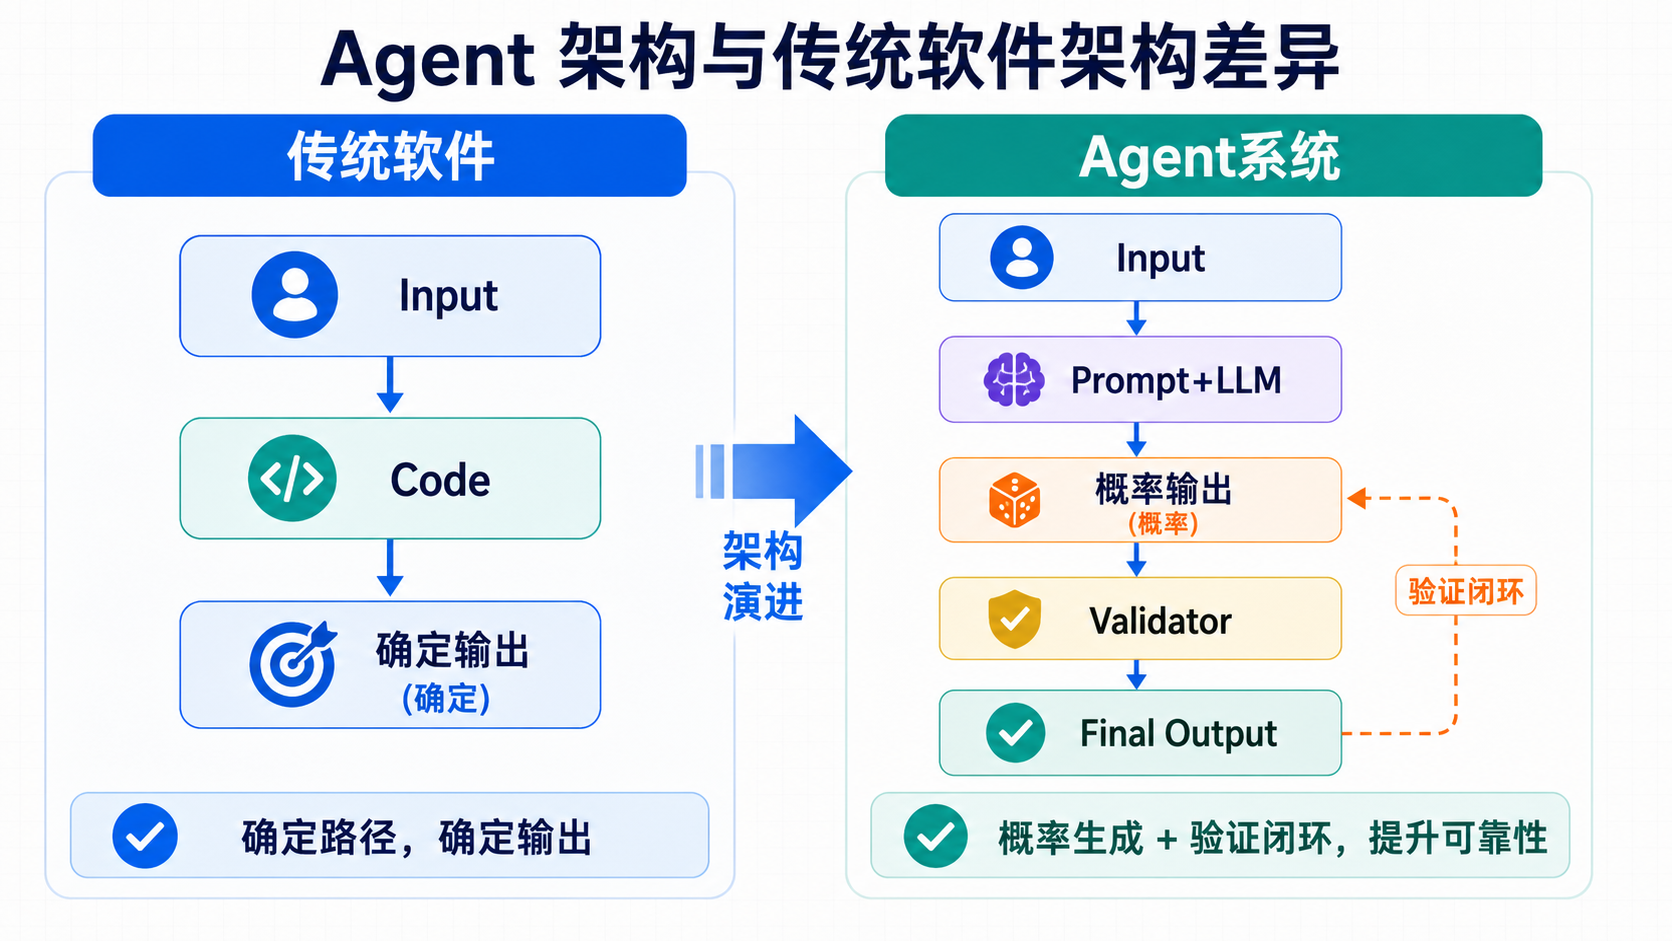 Agent 架构与传统软件架构差异
传统软件
Input
Code
确定输出
(确定)
确定路径，确定输出
架构
演进
Agent系统
Input
Prompt+LLM
概率输出
(概率)
Validator
Final Output
验证闭环
概率生成 + 验证闭环，提升可靠性